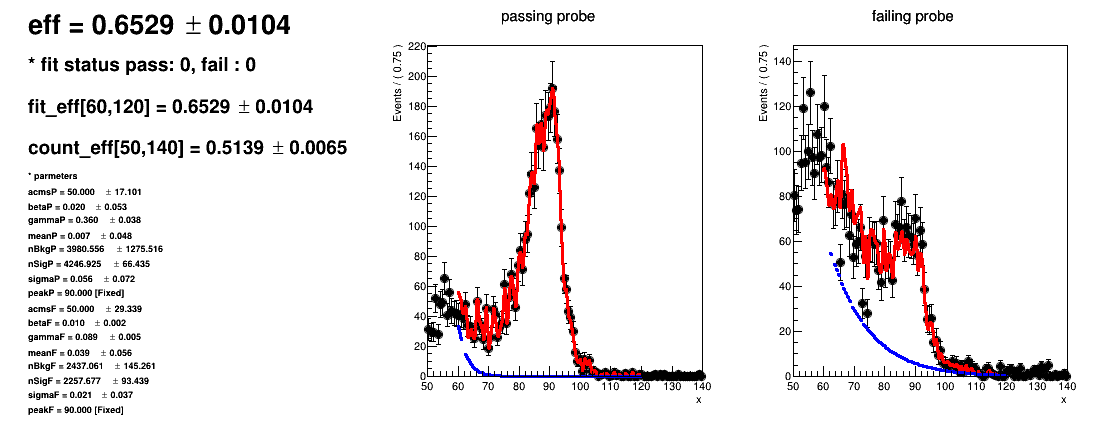 eff = 0.6529 ± 0.0104
* fit status pass: 0, fail : 0
fit_eff[60,120] = 0.6529 ± 0.0104
count_eff[50,140] = 0.5139 ± 0.0065
* parmeters
acmsP = 50.000 ± 17.101
betaP = 0.020 ± 0.053
gammaP = 0.360 ± 0.038
meanP = 0.007 ± 0.048
nBkgP = 3980.556 ± 1275.516
nSigP = 4246.925 ± 66.435
sigmaP = 0.056 ± 0.072
peakP = 90.000 [Fixed]
acmsF = 50.000 ± 29.339
betaF = 0.010 ± 0.002
gammaF = 0.089 ± 0.005
meanF = 0.039 ± 0.056
nBkgF = 2437.061 ± 145.261
nSigF = 2257.677 ± 93.439
sigmaF = 0.021 ± 0.037
peakF = 90.000 [Fixed]
passing probe
Events / ( 0.75 )
220
200
180
160
140
120
100
80
60
40
20
0
50 60 70 80 90 100 110 120 130 140
x
failing probe
Events / ( 0.75 )
140
120
100
80
60
40
20
0
50 60 70 80 90 100 110 120 130 140
x